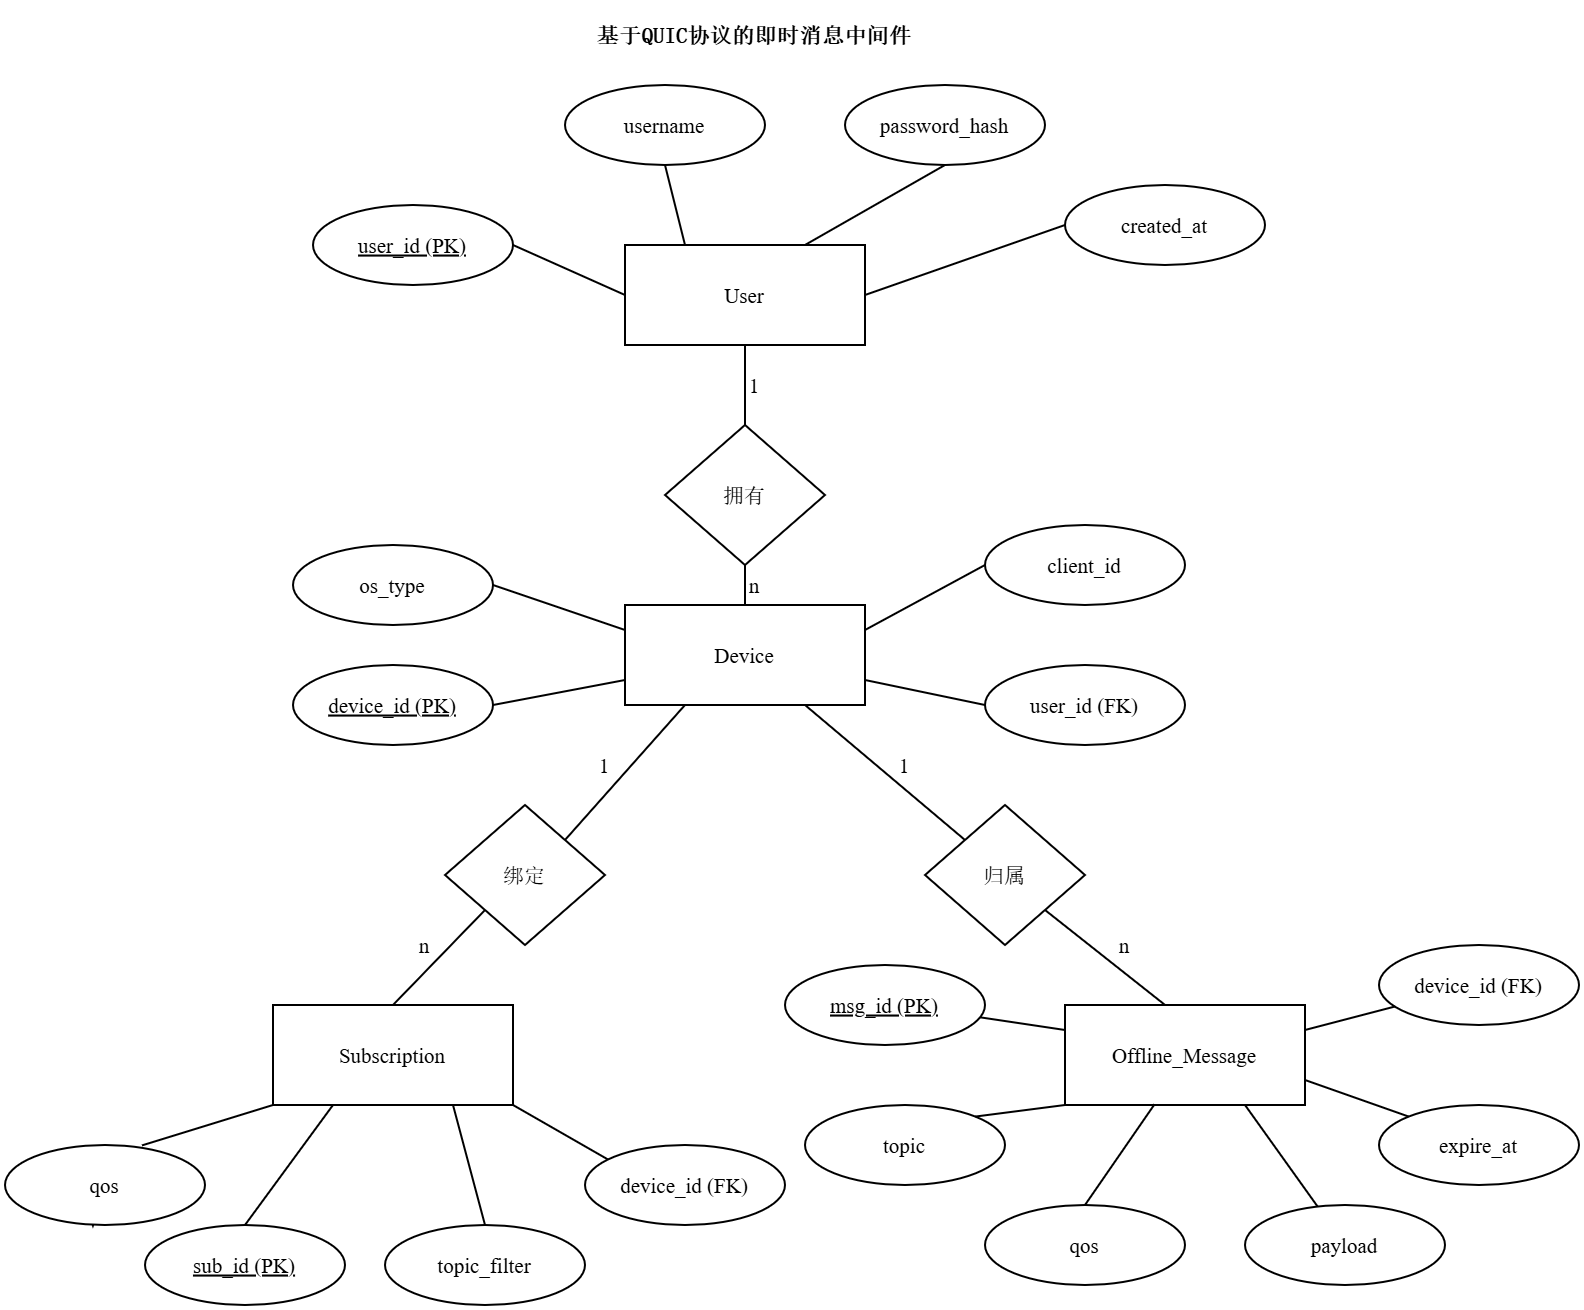 基于QUIC协议的即时消息中间件
username
password_hash
user_id (PK)
created_at
User
1
拥有
n
os_type
client_id
Device
device_id (PK)
user_id (FK)
1
1
绑定
归属
n
n
msg_id (PK)
device_id (FK)
Subscription
Offline_Message
topic
expire_at
qos
device_id (FK)
sub_id (PK)
topic_filter
qos
payload